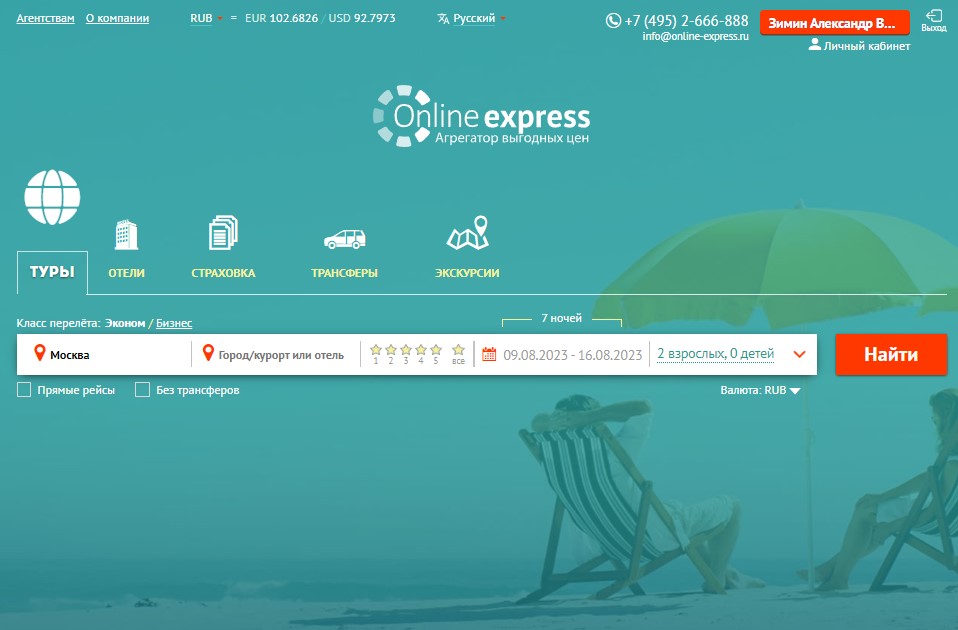 Агентствам О компании RUB = EUR 102.6826 / USD 92.7973 Русский +7 (495) 2-666-888 Зимин Александр В... Выход
info@online-express.ru
Личный кабинет
Online express
Агрегатор выгодных цен
ТУРЫ ОТЕЛИ СТРАХОВКА ТРАНСФЕРЫ ЭКСКУРСИИ
7 ночей
Класс перелёта: Эконом / Бизнес
Москва Город/курорт или отель 1 2 3 4 5 все 09.08.2023 - 16.08.2023 2 взрослых, 0 детей Найти
Прямые рейсы Без трансферов Валюта: RUB